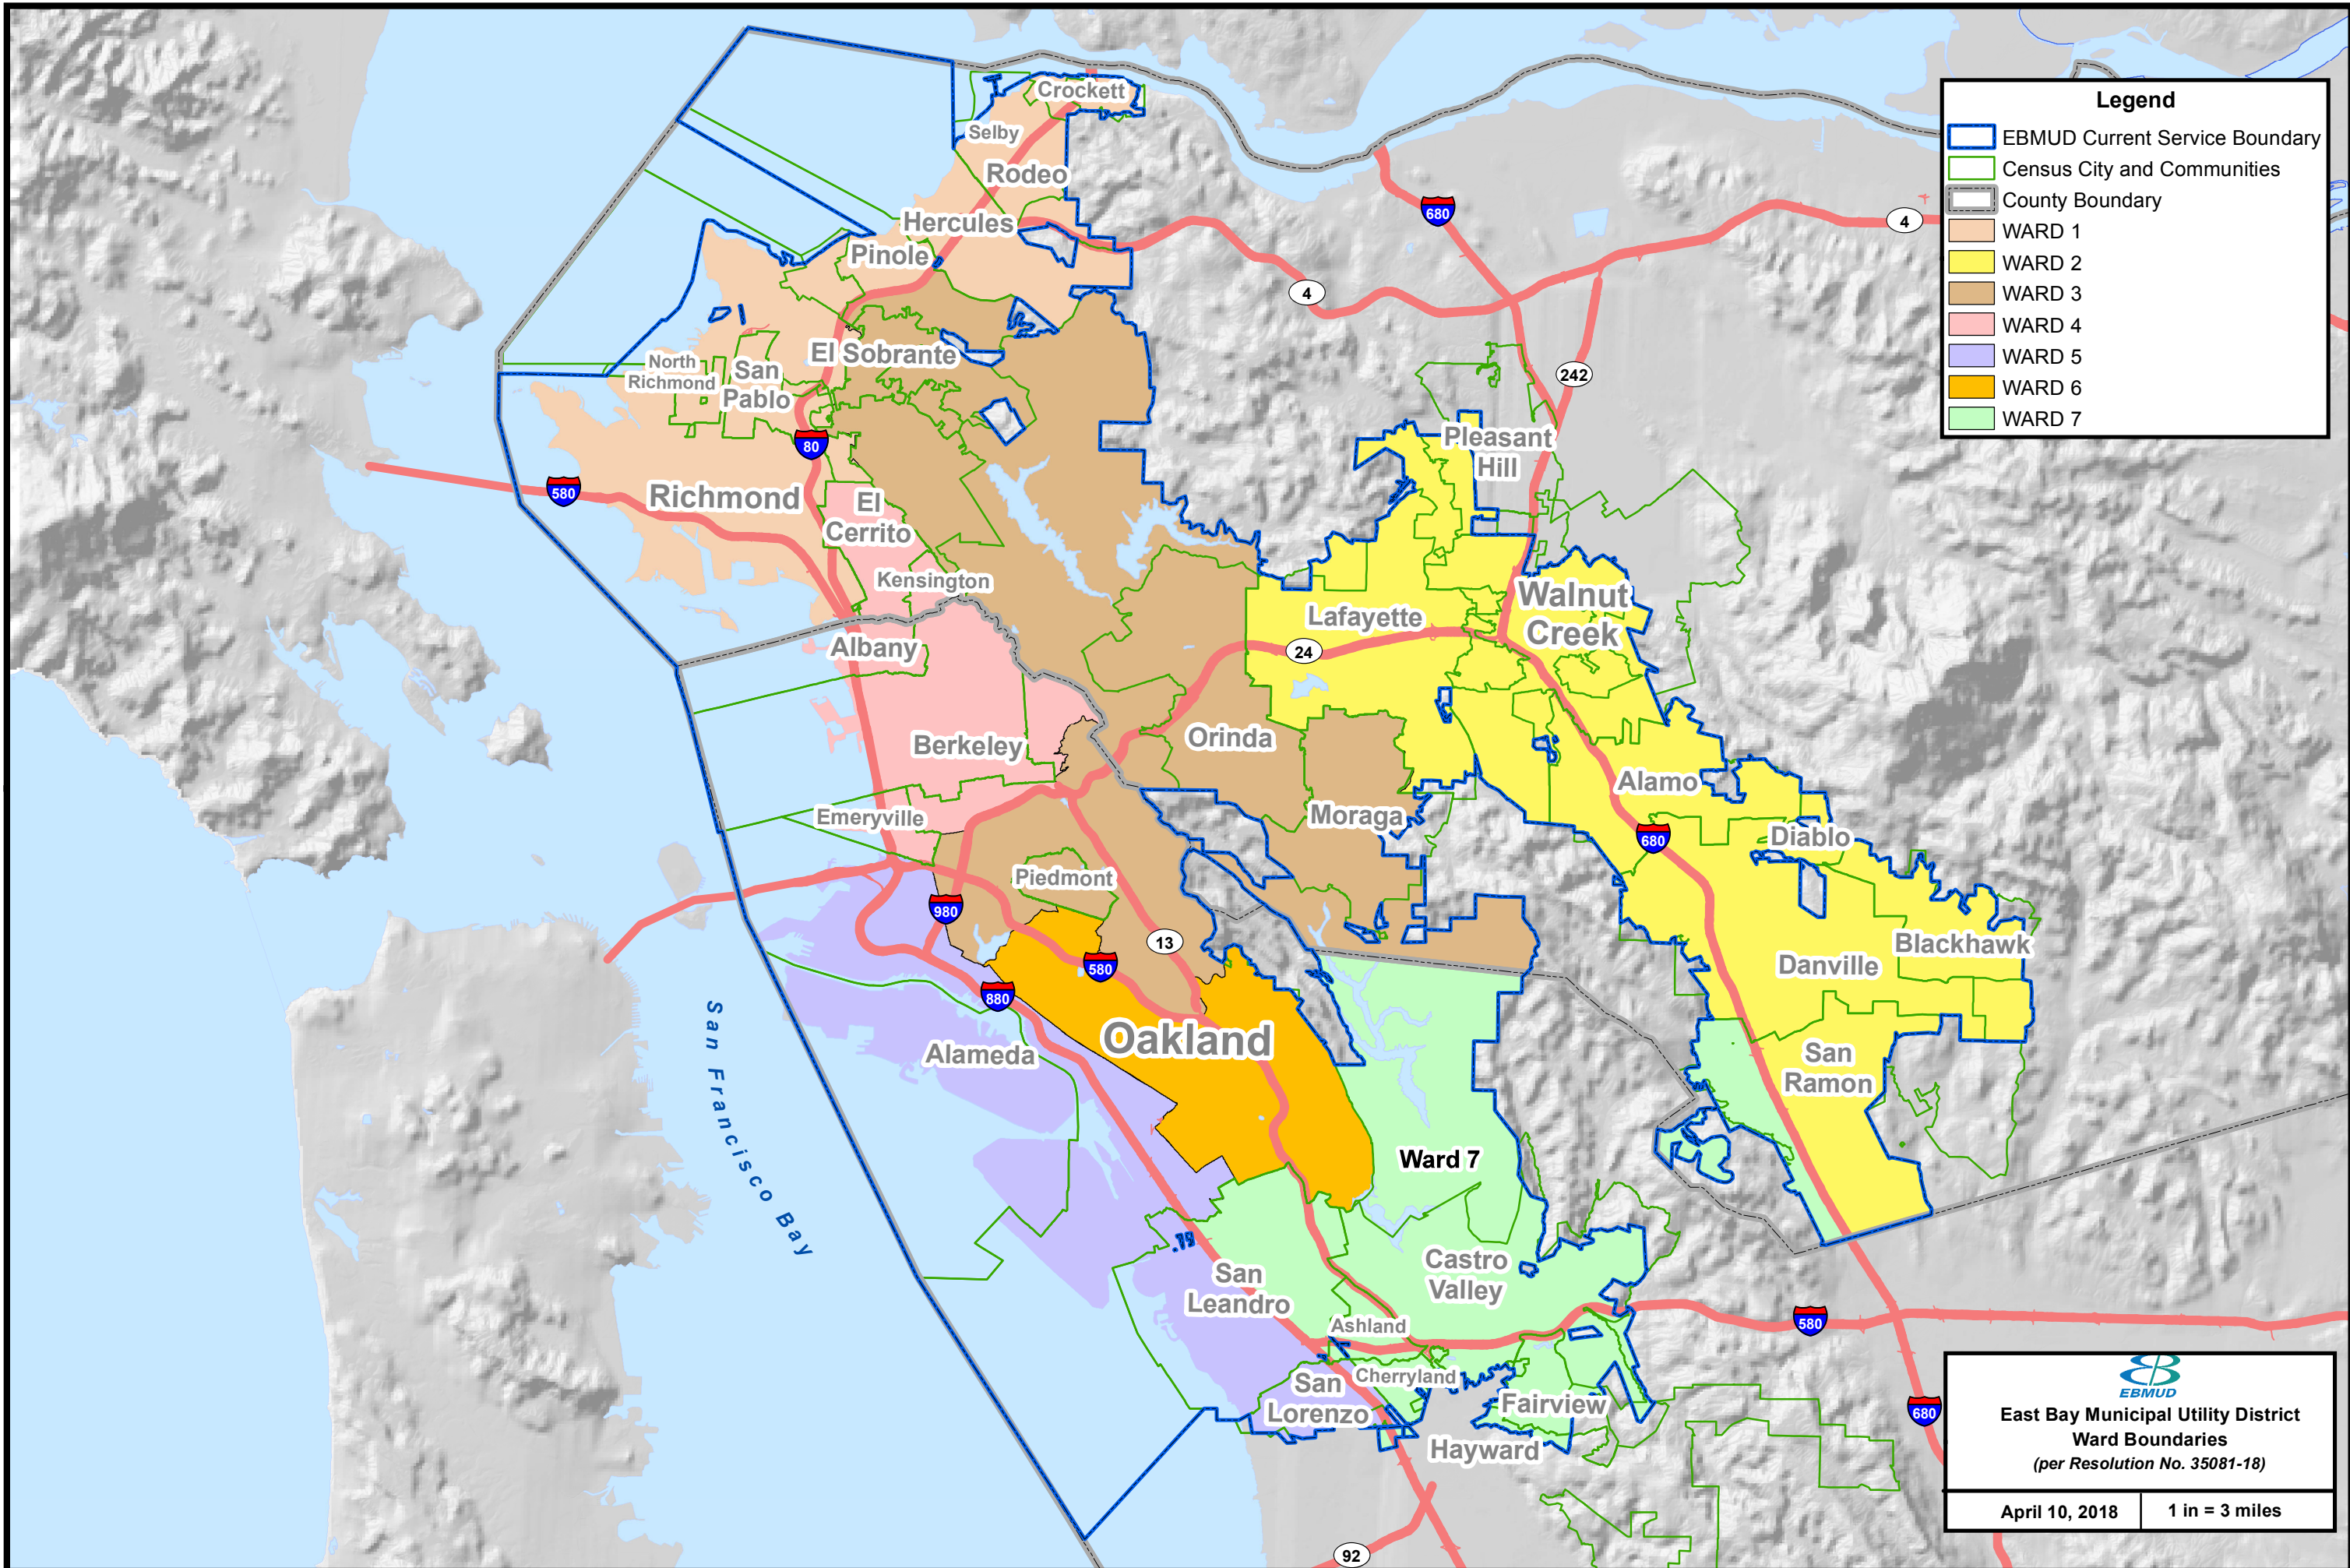 Crockett
Selby
Rodeo
Hercules
Pinole
El Sobrante
North
Richmond
San
Pablo
80
580
Richmond
El
Cerrito
Kensington
Albany
Berkeley
Emeryville
Piedmont
980
880
580
13
Oakland
Alameda
San Francisco Bay
680
4
4
242
Pleasant
Hill
Walnut
Creek
Lafayette
24
Orinda
Moraga
Alamo
680
Diablo
Blackhawk
Danville
San
Ramon
Ward 7
Castro
Valley
San
Leandro
Ashland
Cherryland
San
Lorenzo
Fairview
Hayward
580
680
92
Legend
EBMUD Current Service Boundary
Census City and Communities
County Boundary
WARD 1
WARD 2
WARD 3
WARD 4
WARD 5
WARD 6
WARD 7
EBMUD
East Bay Municipal Utility District
Ward Boundaries
(per Resolution No. 35081-18)
April 10, 2018
1 in = 3 miles